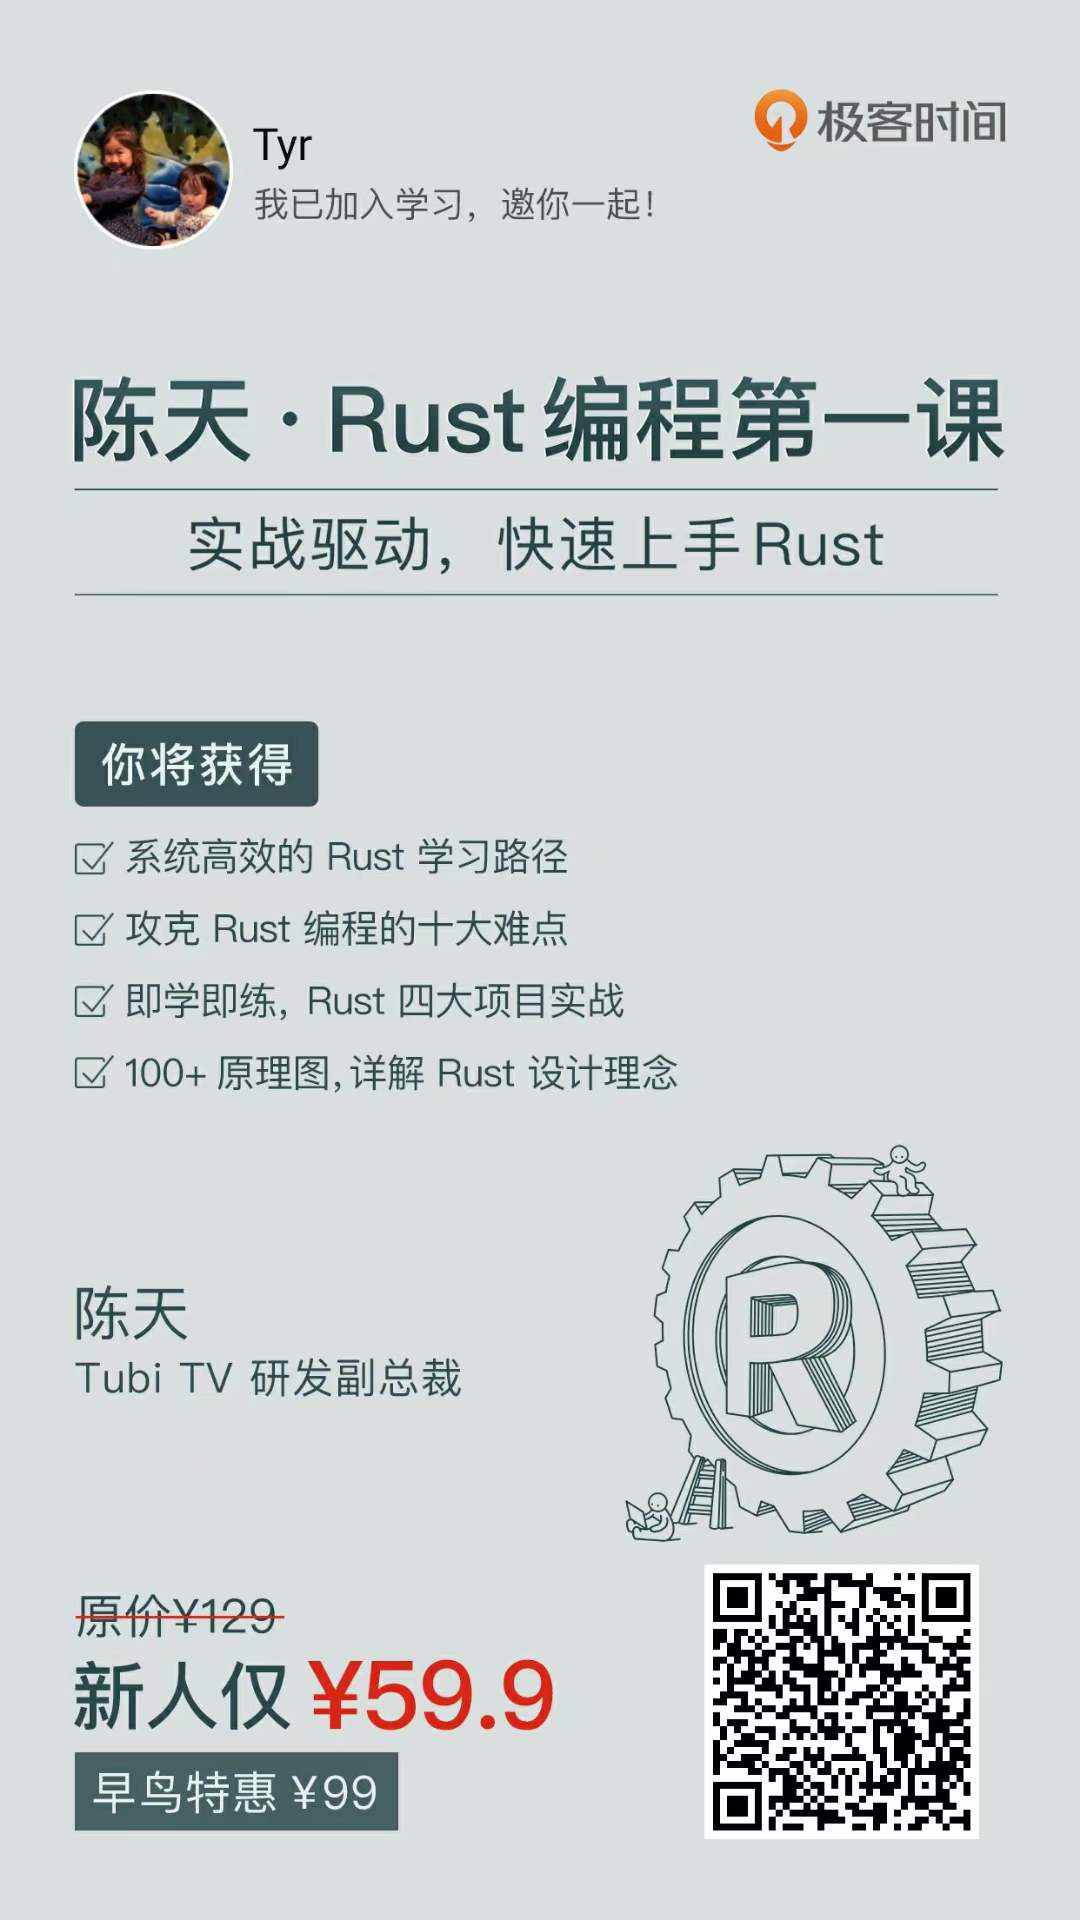 Tyr
极客时间
我已加入学习，邀你一起！
陈天·Rust 编程第一课
实战驱动，快速上手 Rust
你将获得
系统高效的 Rust 学习路径
攻克 Rust 编程的十大难点
即学即练，Rust 四大项目实战
100+ 原理图，详解 Rust 设计理念
R
陈天
Tubi TV 研发副总裁
原价¥129
新人仅 ¥59.9
早鸟特惠 ¥99